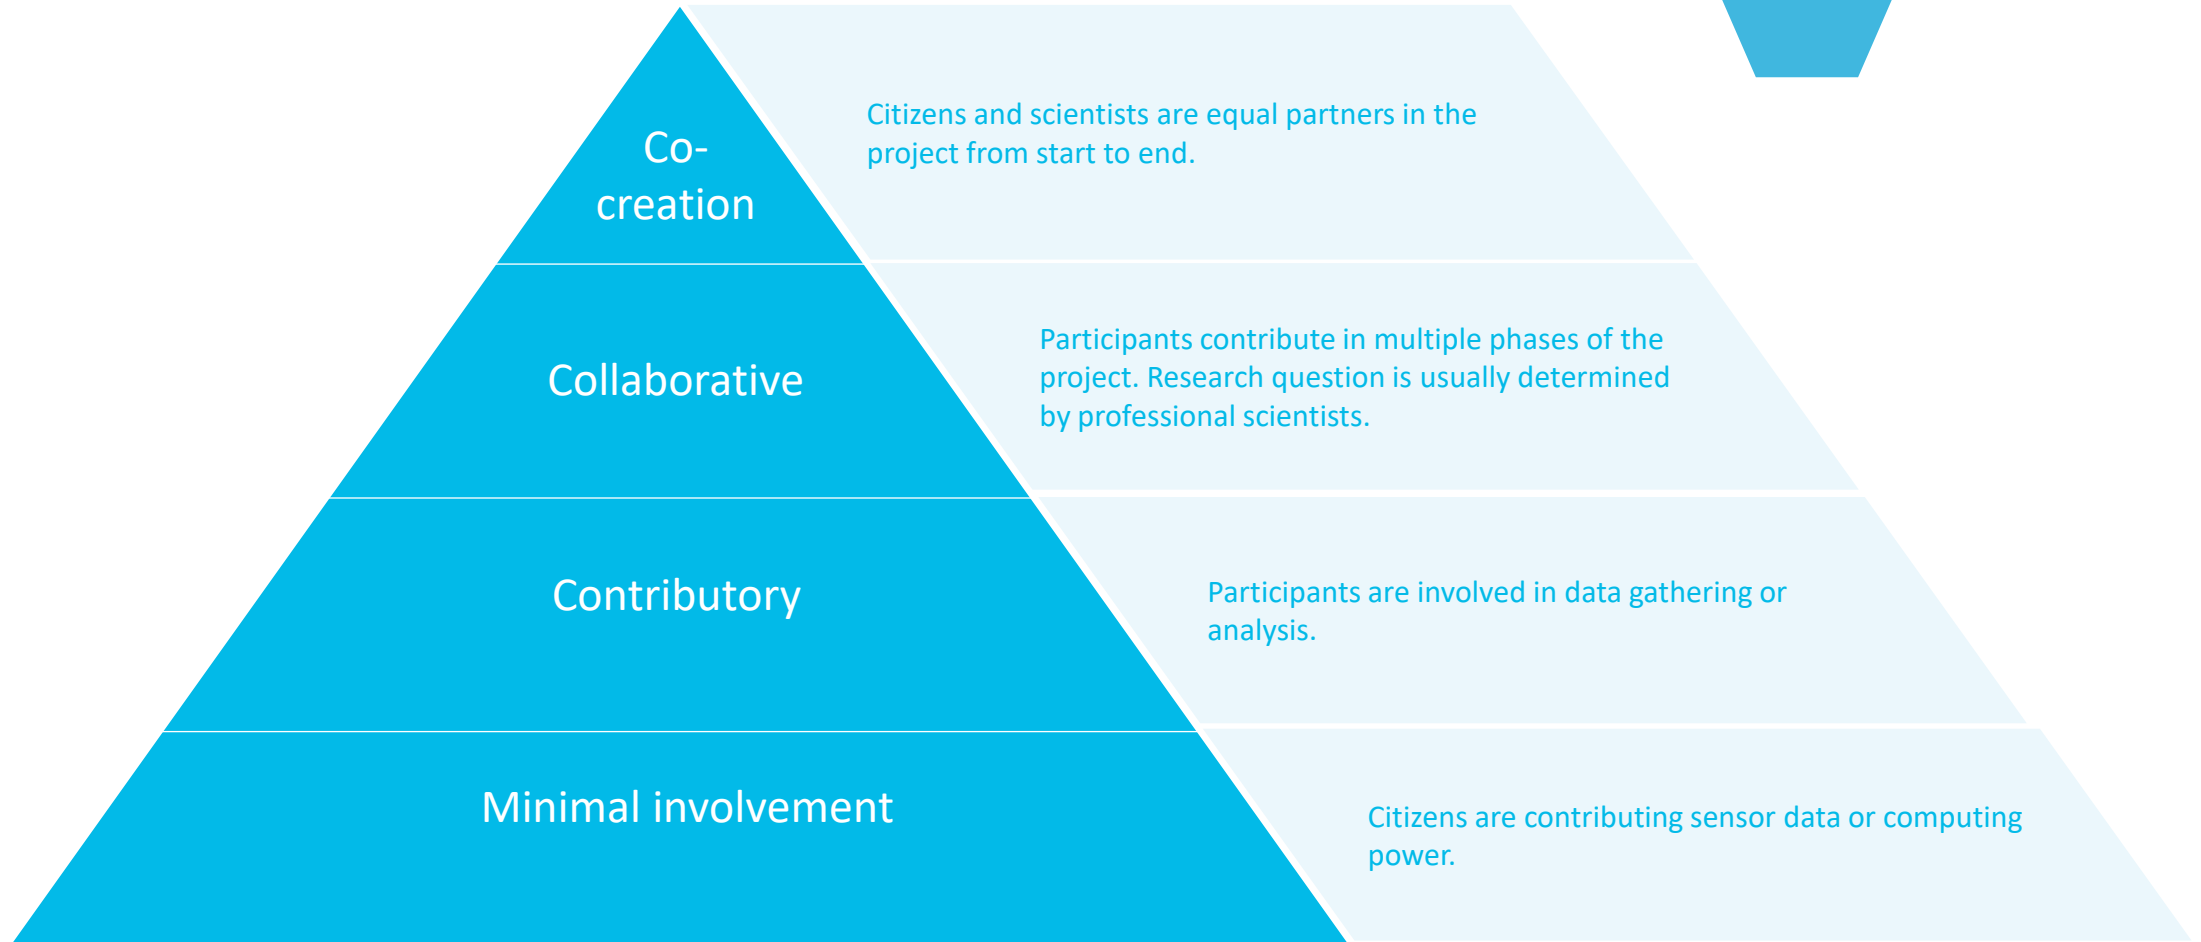 Co-
creation
Citizens and scientists are equal partners in the
project from start to end.
Collaborative
Participants contribute in multiple phases of the
project. Research question is usually determined
by professional scientists.
Contributory
Participants are involved in data gathering or
analysis.
Minimal involvement
Citizens are contributing sensor data or computing
power.